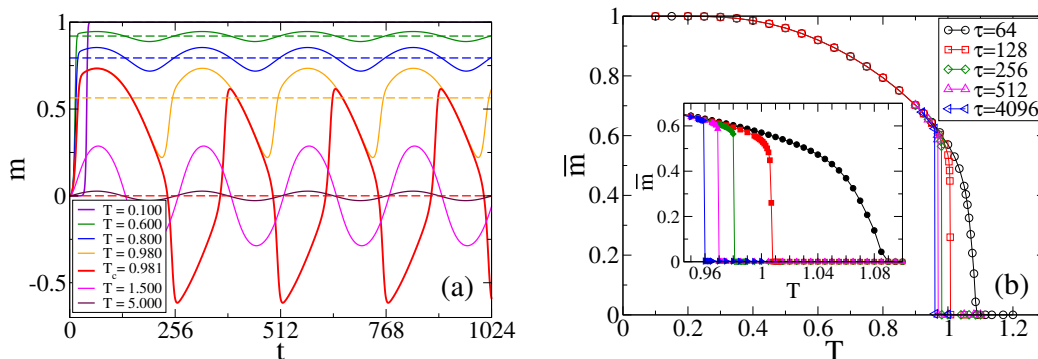 1
0.5
0
-0.5
m
0 256 512 768 1024
t
T = 0.100
T = 0.600
T = 0.800
T = 0.980
T_c = 0.981
T = 1.500
T = 5.000
(a)
1
0.8
0.6
0.4
0.2
0
m̅
0 0.2 0.4 0.6 0.8 1 1.2
T
τ=64
τ=128
τ=256
τ=512
τ=4096
0.6
0.4
0.2
0
m̅
0.96 1 1.04 1.08
T
(b)